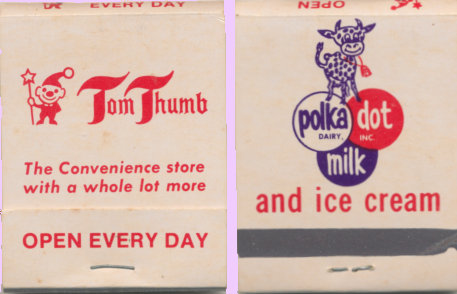 EVERY DAY
Tom Thumb
The Convenience store
with a whole lot more
OPEN EVERY DAY
OPEN
polka dot
DAIRY. INC.
milk
and ice cream